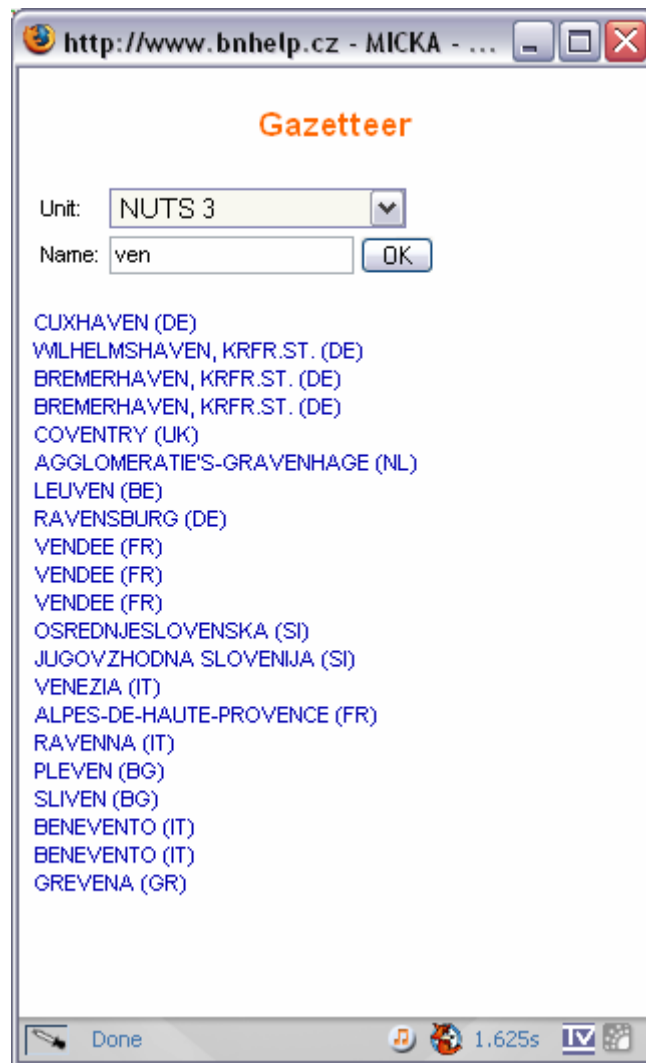 http://www.bnhelp.cz - MICKA - ...
Gazetteer
Unit: NUTS 3
Name: ven OK
CUXHAVEN (DE)
WILHELMSHAVEN, KRFR.ST. (DE)
BREMERHAVEN, KRFR.ST. (DE)
BREMERHAVEN, KRFR.ST. (DE)
COVENTRY (UK)
AGGLOMERATIE'S-GRAVENHAGE (NL)
LEUVEN (BE)
RAVENSBURG (DE)
VENDEE (FR)
VENDEE (FR)
VENDEE (FR)
OSREDNJESLOVENSKA (SI)
JUGOVZHODNA SLOVENIJA (SI)
VENEZIA (IT)
ALPES-DE-HAUTE-PROVENCE (FR)
RAVENNA (IT)
PLEVEN (BG)
SLIVEN (BG)
BENEVENTO (IT)
BENEVENTO (IT)
GREVENA (GR)
Done 1.625s IV